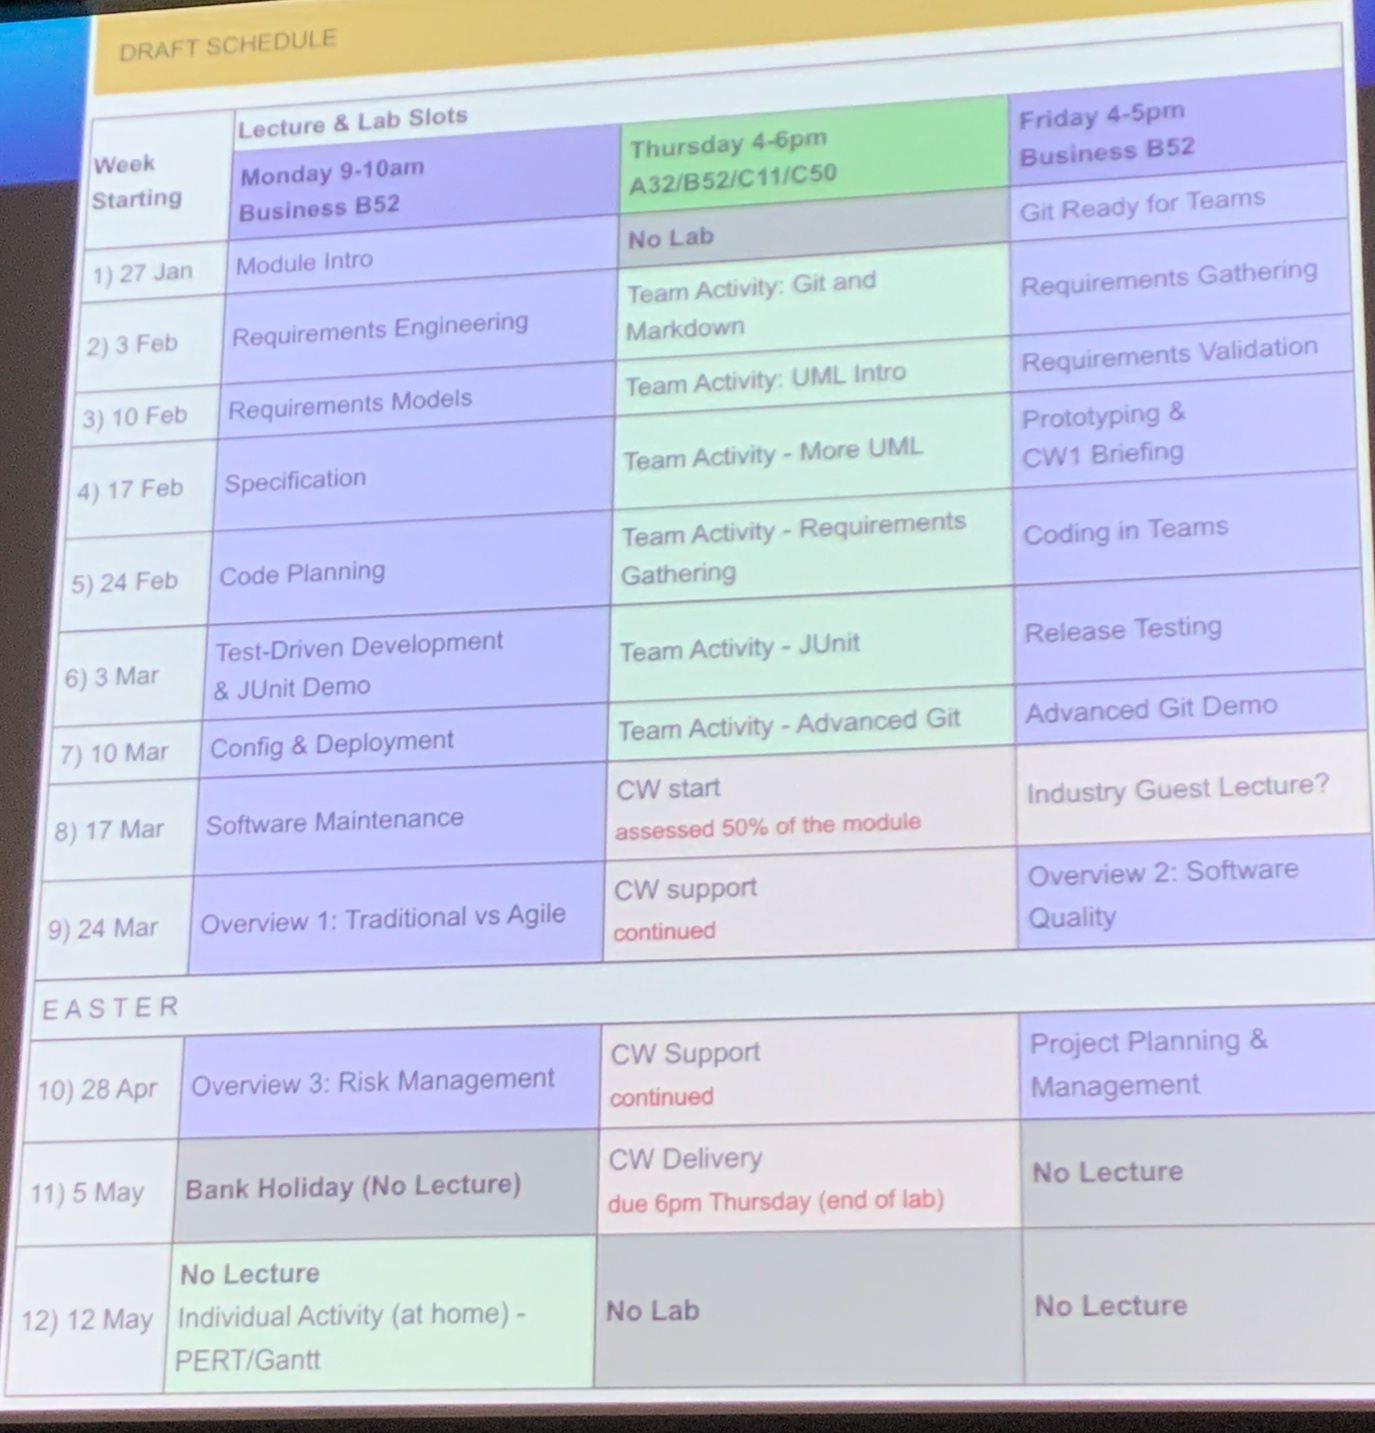 DRAFT SCHEDULE
Week
Starting
Lecture & Lab Slots
Monday 9-10am
Business B52
Thursday 4-6pm
A32/B52/C11/C50
Friday 4-5pm
Business B52
1) 27 Jan
Module Intro
No Lab
Git Ready for Teams
2) 3 Feb
Requirements Engineering
Team Activity: Git and
Markdown
Requirements Gathering
3) 10 Feb
Requirements Models
Team Activity: UML Intro
Requirements Validation
4) 17 Feb
Specification
Team Activity - More UML
Prototyping &
CW1 Briefing
5) 24 Feb
Code Planning
Team Activity - Requirements
Gathering
Coding in Teams
6) 3 Mar
Test-Driven Development
& JUnit Demo
Team Activity - JUnit
Release Testing
7) 10 Mar
Config & Deployment
Team Activity - Advanced Git
Advanced Git Demo
8) 17 Mar
Software Maintenance
CW start
assessed 50% of the module
Industry Guest Lecture?
9) 24 Mar
Overview 1: Traditional vs Agile
CW support
continued
Overview 2: Software
Quality
EASTER
10) 28 Apr
Overview 3: Risk Management
CW Support
continued
Project Planning &
Management
11) 5 May
Bank Holiday (No Lecture)
CW Delivery
due 6pm Thursday (end of lab)
No Lecture
12) 12 May
No Lecture
Individual Activity (at home) -
PERT/Gantt
No Lab
No Lecture